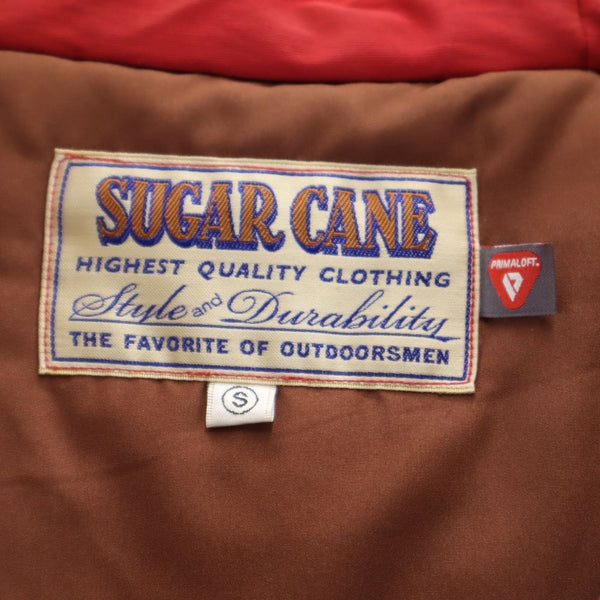 SUGAR CANE
HIGHEST QUALITY CLOTHING
Style and Durability
THE FAVORITE OF OUTDOORSMEN
PRIMALOFT
S